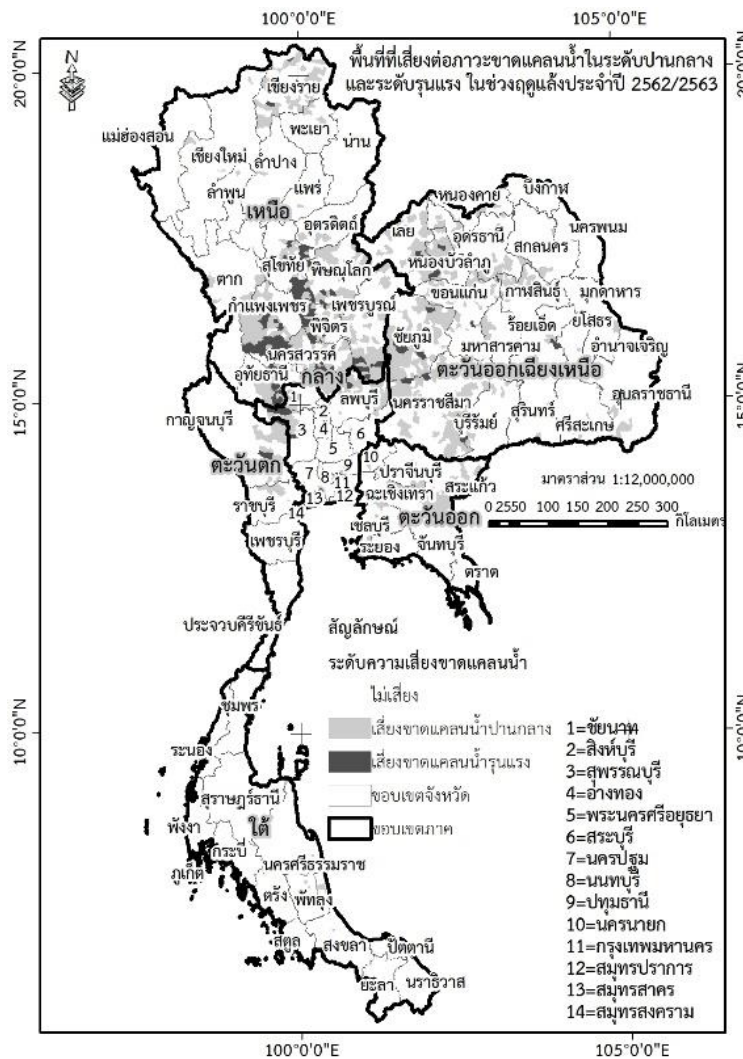 100°0'0"E 105°0'0"E
N
พื้นที่ที่เสี่ยงต่อภาวะขาดแคลนน้ำในระดับปานกลาง
และระดับรุนแรง ในช่วงฤดูแล้งประจำปี 2562/2563
20°0'0"N 20°0'0"N
เชียงราย
พะเยา
แม่ฮ่องสอน
น่าน
เชียงใหม่
ลำปาง
ลำพูน
แพร่
เหนือ
อุตรดิตถ์
หนองคาย
บึงกาฬ
เลย
อุดรธานี
นครพนม
สกลนคร
สุโขทัย
พิษณุโลก
หนองบัวลำภู
ตาก
ขอนแก่น
กาฬสินธุ์
มุกดาหาร
กำแพงเพชร
เพชรบูรณ์
พิจิตร
ชัยภูมิ
ร้อยเอ็ด
ยโสธร
มหาสารคาม
อำนาจเจริญ
นครสวรรค์
อุทัยธานี
กลาง
ตะวันออกเฉียงเหนือ
15°0'0"N 15°0'0"N
1
ลพบุรี
นครราชสีมา
อุบลราชธานี
กาญจนบุรี
2
3
4
5
6
บุรีรัมย์
สุรินทร์
ศรีสะเกษ
ตะวันตก
7
8
9
10
11
12
13
14
ปราจีนบุรี
สระแก้ว
มาตราส่วน 1:12,000,000
ราชบุรี
ฉะเชิงเทรา
ตะวันออก
0 2550 100 150 200 250 300
กิโลเมตร
เพชรบุรี
ชลบุรี
ระยอง
จันทบุรี
ตราด
ประจวบคีรีขันธ์
สัญลักษณ์
ระดับความเสี่ยงขาดแคลนน้ำ
ไม่เสี่ยง
เสี่ยงขาดแคลนน้ำปานกลาง
เสี่ยงขาดแคลนน้ำรุนแรง
ขอบเขตจังหวัด
ขอบเขตภาค
1=ชัยนาท
2=สิงห์บุรี
3=สุพรรณบุรี
4=อ่างทอง
5=พระนครศรีอยุธยา
6=สระบุรี
7=นครปฐม
8=นนทบุรี
9=ปทุมธานี
10=นครนายก
11=กรุงเทพมหานคร
12=สมุทรปราการ
13=สมุทรสาคร
14=สมุทรสงคราม
ชุมพร
10°0'0"N 10°0'0"N
ระนอง
สุราษฎร์ธานี
พังงา
ใต้
กระบี่
นครศรีธรรมราช
ภูเก็ต
ตรัง
พัทลุง
สตูล
สงขลา
ปัตตานี
ยะลา
นราธิวาส
100°0'0"E 105°0'0"E